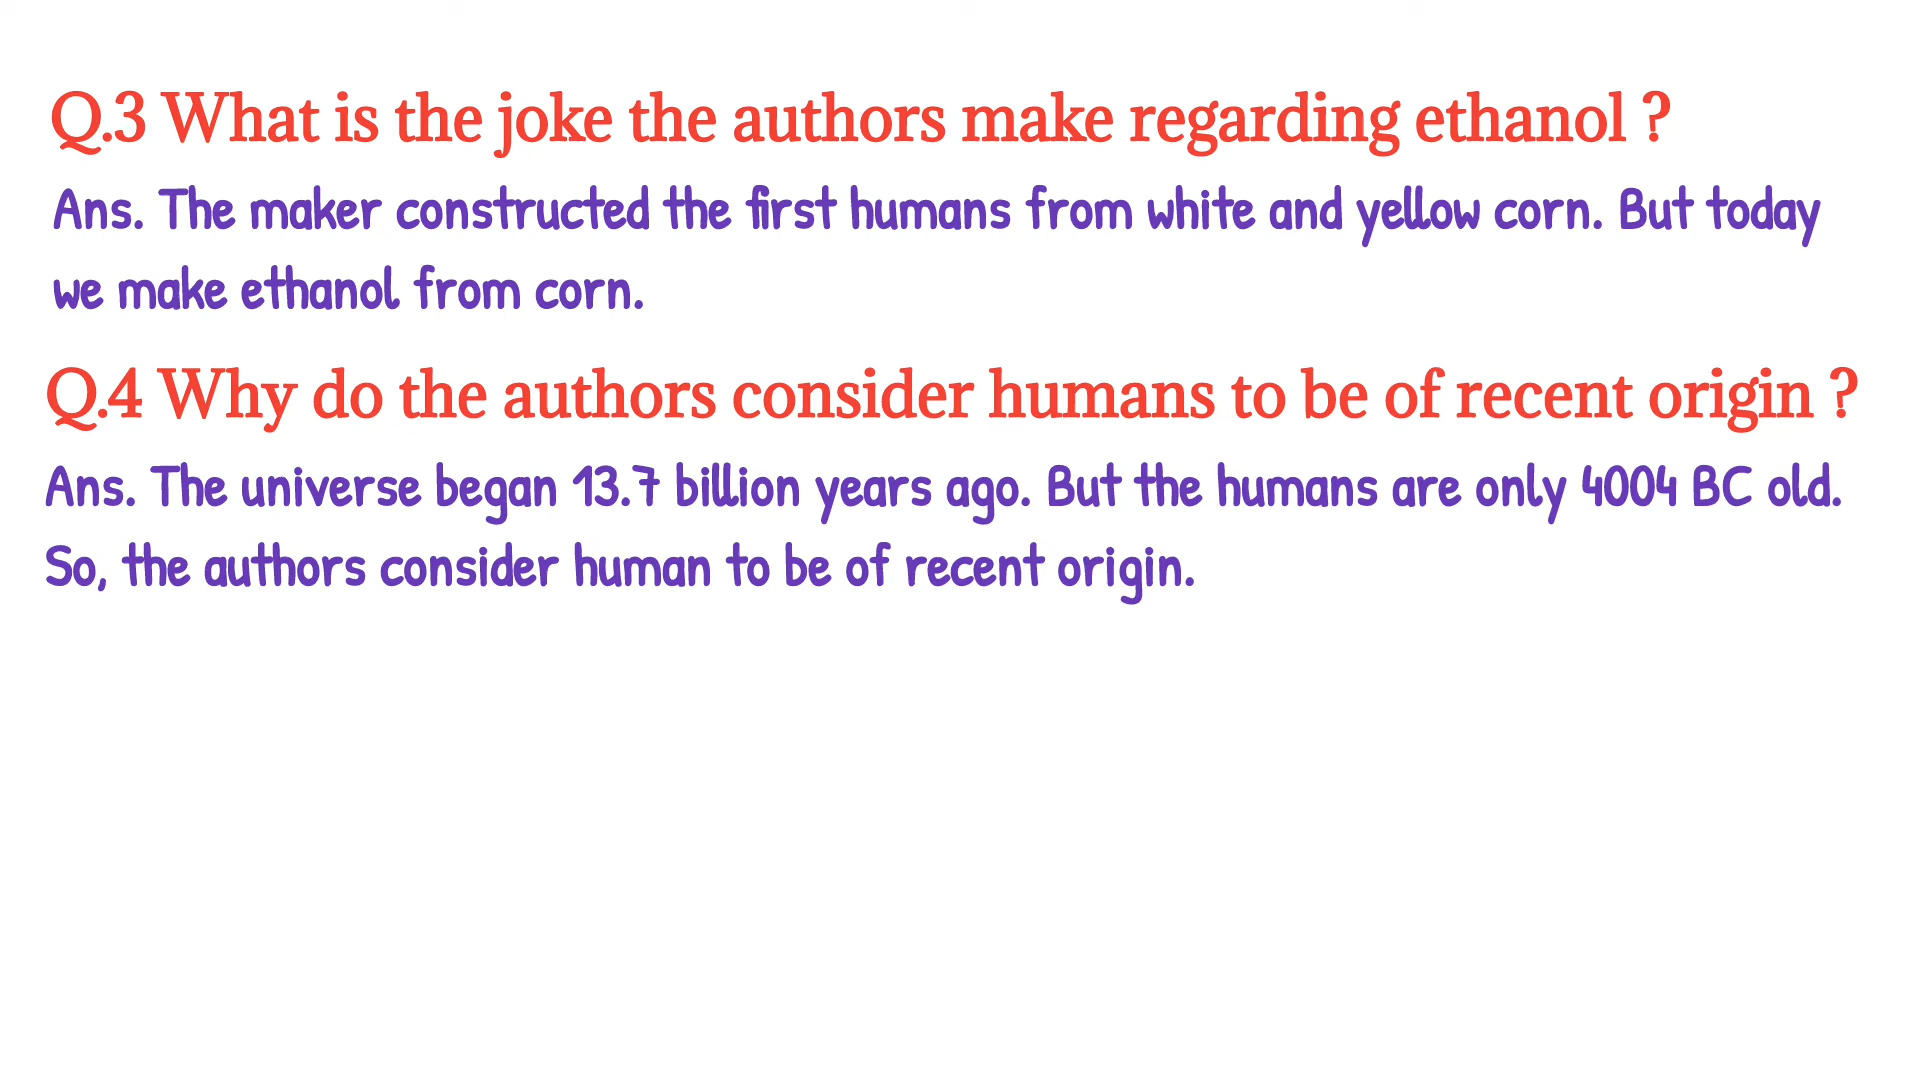 Q.3 What is the joke the authors make regarding ethanol ?
Ans. The maker constructed the first humans from white and yellow corn. But today
we make ethanol from corn.
Q.4 Why do the authors consider humans to be of recent origin ?
Ans. The universe began 13.7 billion years ago. But the humans are only 4004 BC old.
So, the authors consider human to be of recent origin.